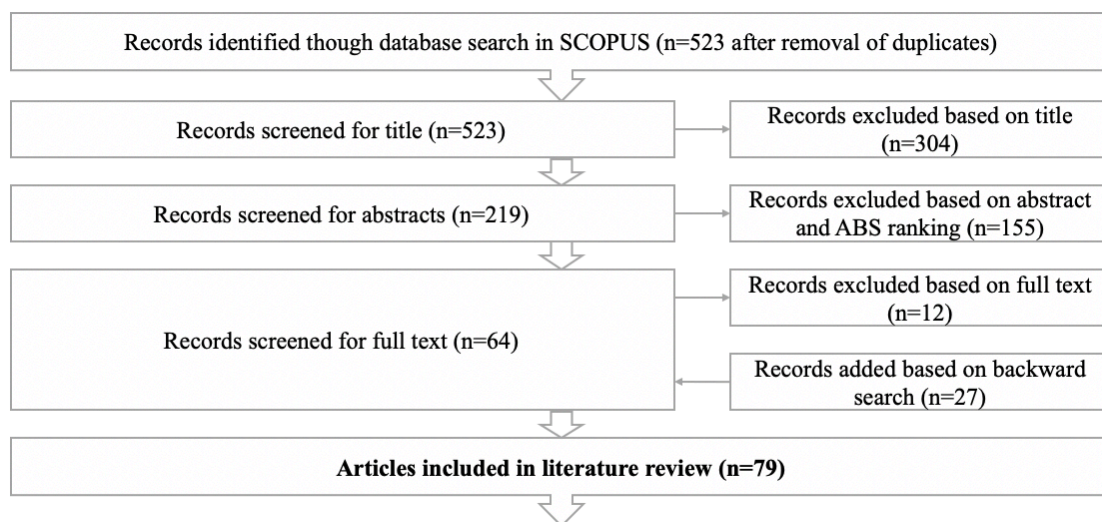 Records identified though database search in SCOPUS (n=523 after removal of duplicates)
Records screened for title (n=523)
Records excluded based on title
(n=304)
Records screened for abstracts (n=219)
Records excluded based on abstract
and ABS ranking (n=155)
Records screened for full text (n=64)
Records excluded based on full text
(n=12)
Records added based on backward
search (n=27)
Articles included in literature review (n=79)